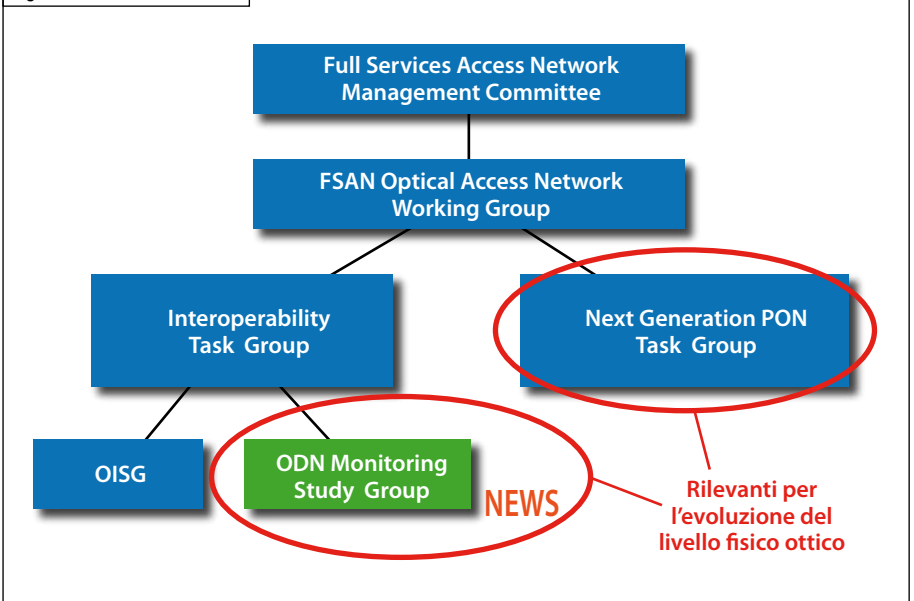 Full Services Access Network
Management Committee
FSAN Optical Access Network
Working Group
Interoperability
Task Group
Next Generation PON
Task Group
OISG
ODN Monitoring
Study Group
NEWS
Rilevanti per
l'evoluzione del
livello fisico ottico